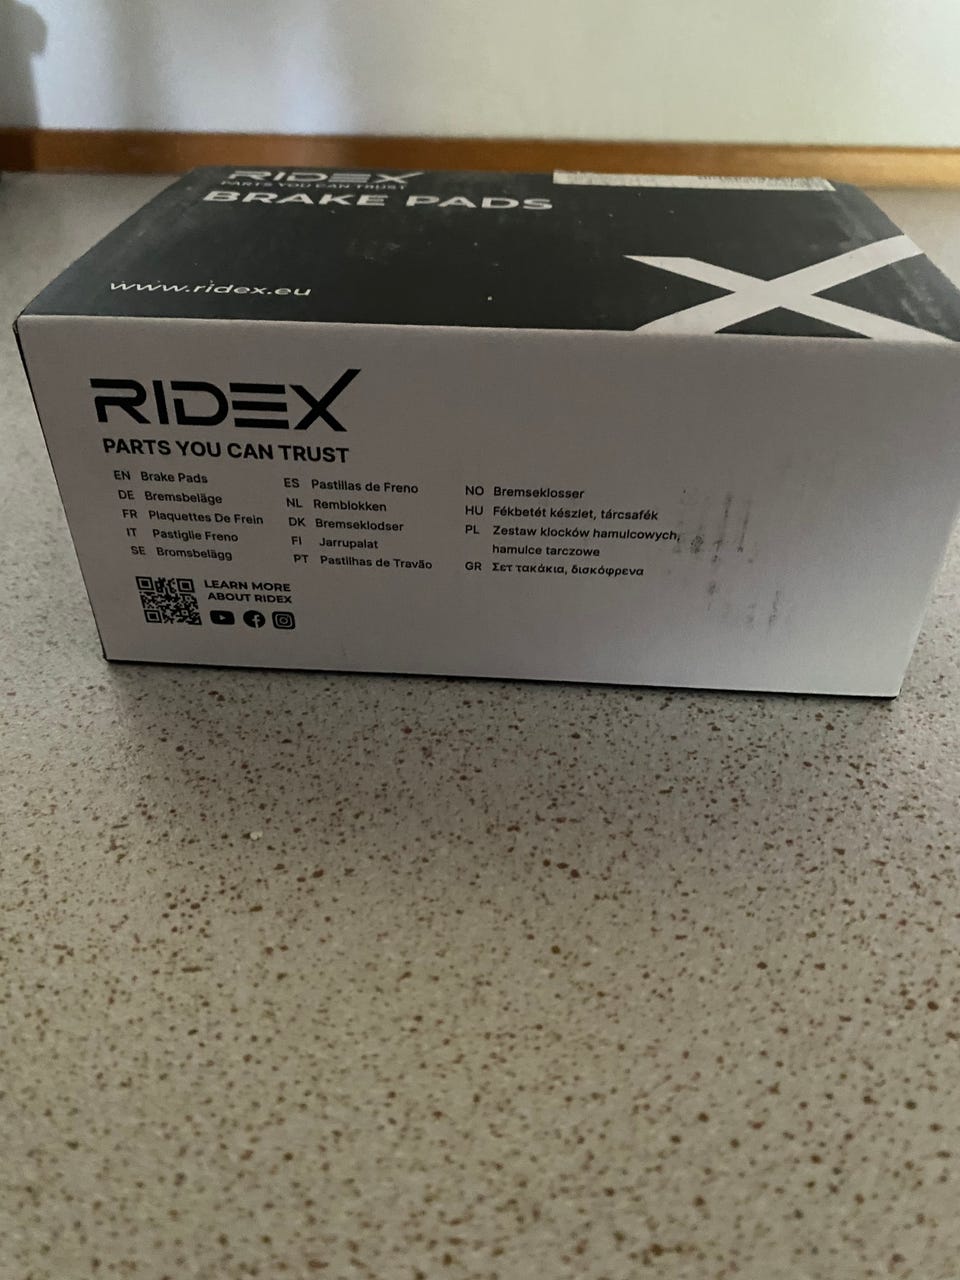 RIDEX
PARTS YOU CAN TRUST
BRAKE PADS
www.ridex.eu
RIDEX
PARTS YOU CAN TRUST
EN Brake Pads
DE Bremsbeläge
FR Plaquettes De Frein
IT Pastiglie Freno
SE Bromsbelägg
ES Pastillas de Freno
NL Remblokken
DK Bremseklodser
FI Jarrupalat
PT Pastilhas de Travão
NO Bremseklosser
HU Fékbetét készlet, tárcsafék
PL Zestaw klocków hamulcowych,
hamulce tarczowe
GR Σετ τακάκια, δισκόφρενα
LEARN MORE
ABOUT RIDEX